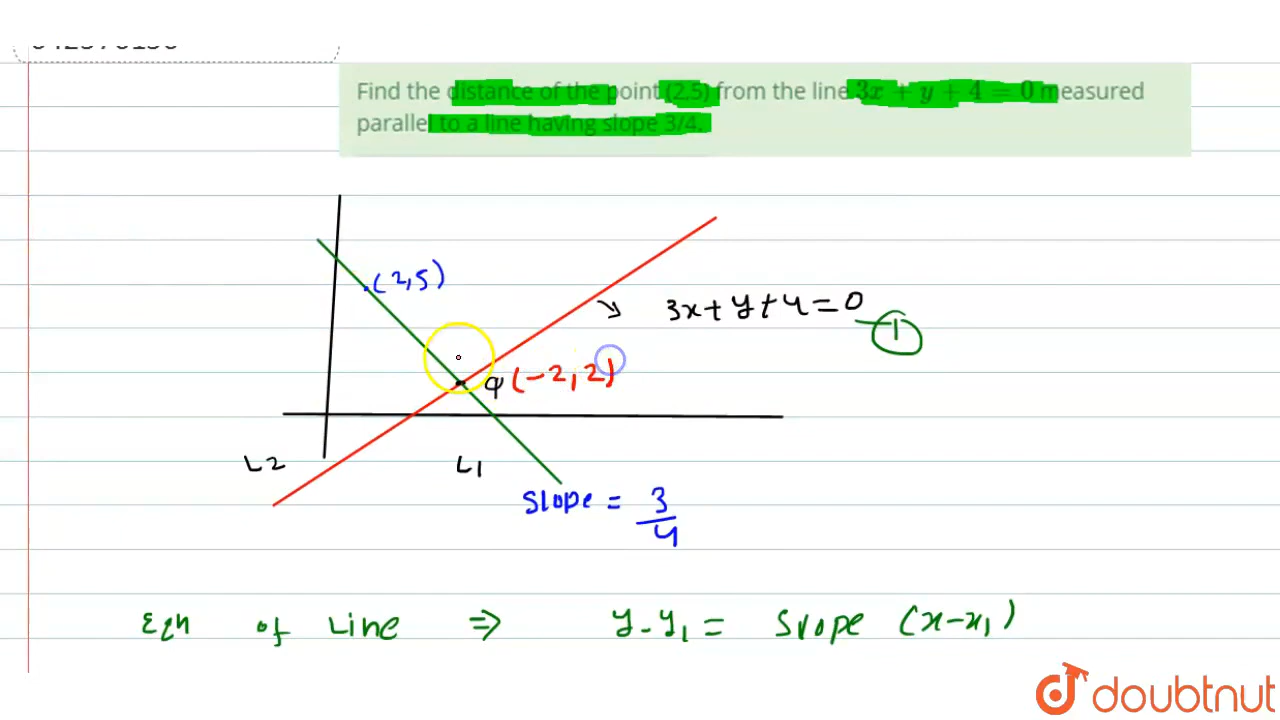 Find the distance of the point (2,5) from the line 3x + y + 4 = 0 measured
parallel to a line having slope 3/4.
(2,5)
3x+y+4=0
1
φ(-2,2)
L2
L1
Slope = 3/4
Eqn of Line ⇒ y-y₁ = Slope (x-x₁)
doubtnut